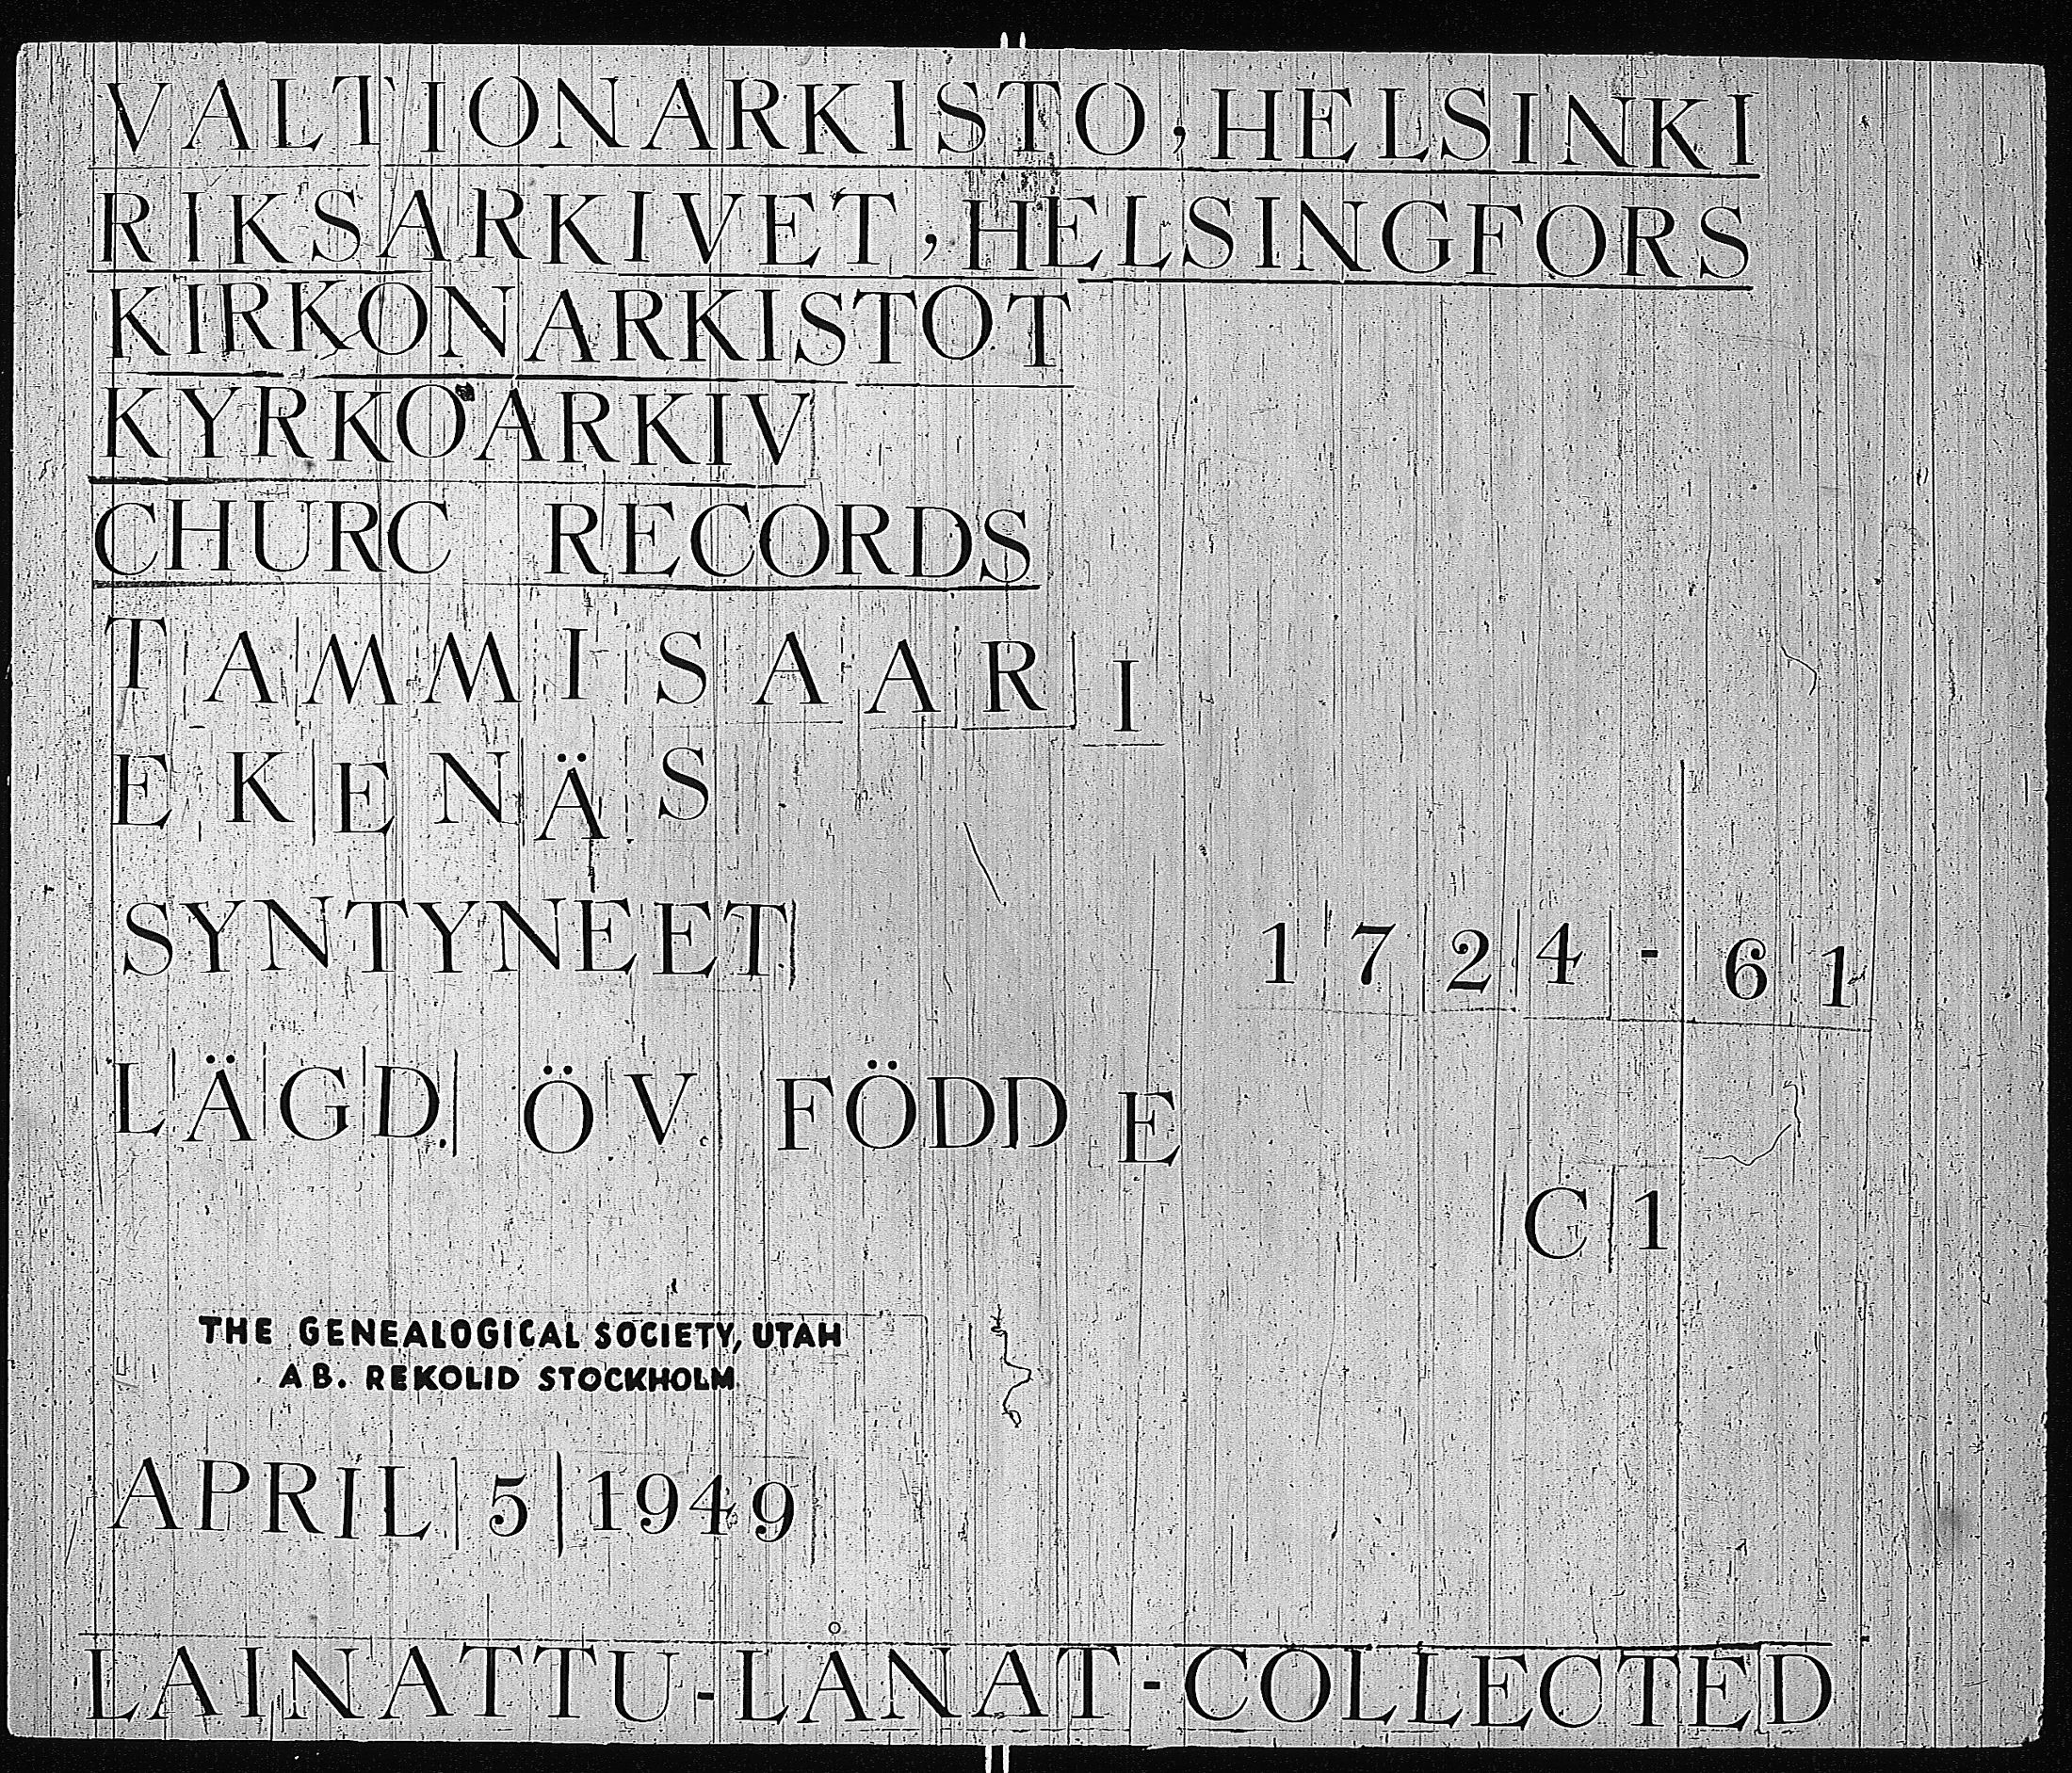 VALTIONARKISTO, HELSINKI
RIKSARKIVET, HELSINGFORS
KIRKONARKISTOT
KYRKOARKIV
CHURC RECORDS
TAMMISAARI
EKENÄS
SYNTYNEET 1724-61
LÄGD. ÖV. FÖDDE
C1
THE GENEALOGICAL SOCIETY, UTAH
AB. REKOLID STOCKHOLM
APRIL 5 1949
LAINATTU-LÅNAT-COLLECTED